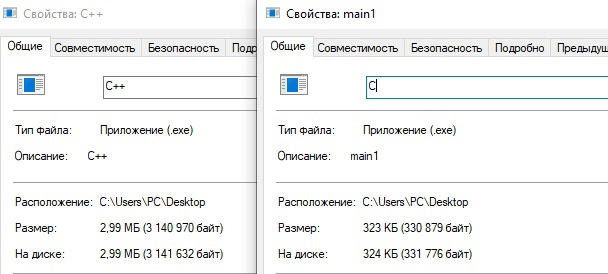 Свойства: C++
Общие Совместимость Безопасность Подр
C++
Тип файла: Приложение (.exe)
Описание: C++
Расположение: C:\Users\PC\Desktop
Размер: 2,99 МБ (3 140 970 байт)
На диске: 2,99 МБ (3 141 632 байт)
Свойства: main1
Общие Совместимость Безопасность Подробно Предыдущ
C
Тип файла: Приложение (.exe)
Описание: main1
Расположение: C:\Users\PC\Desktop
Размер: 323 КБ (330 879 байт)
На диске: 324 КБ (331 776 байт)